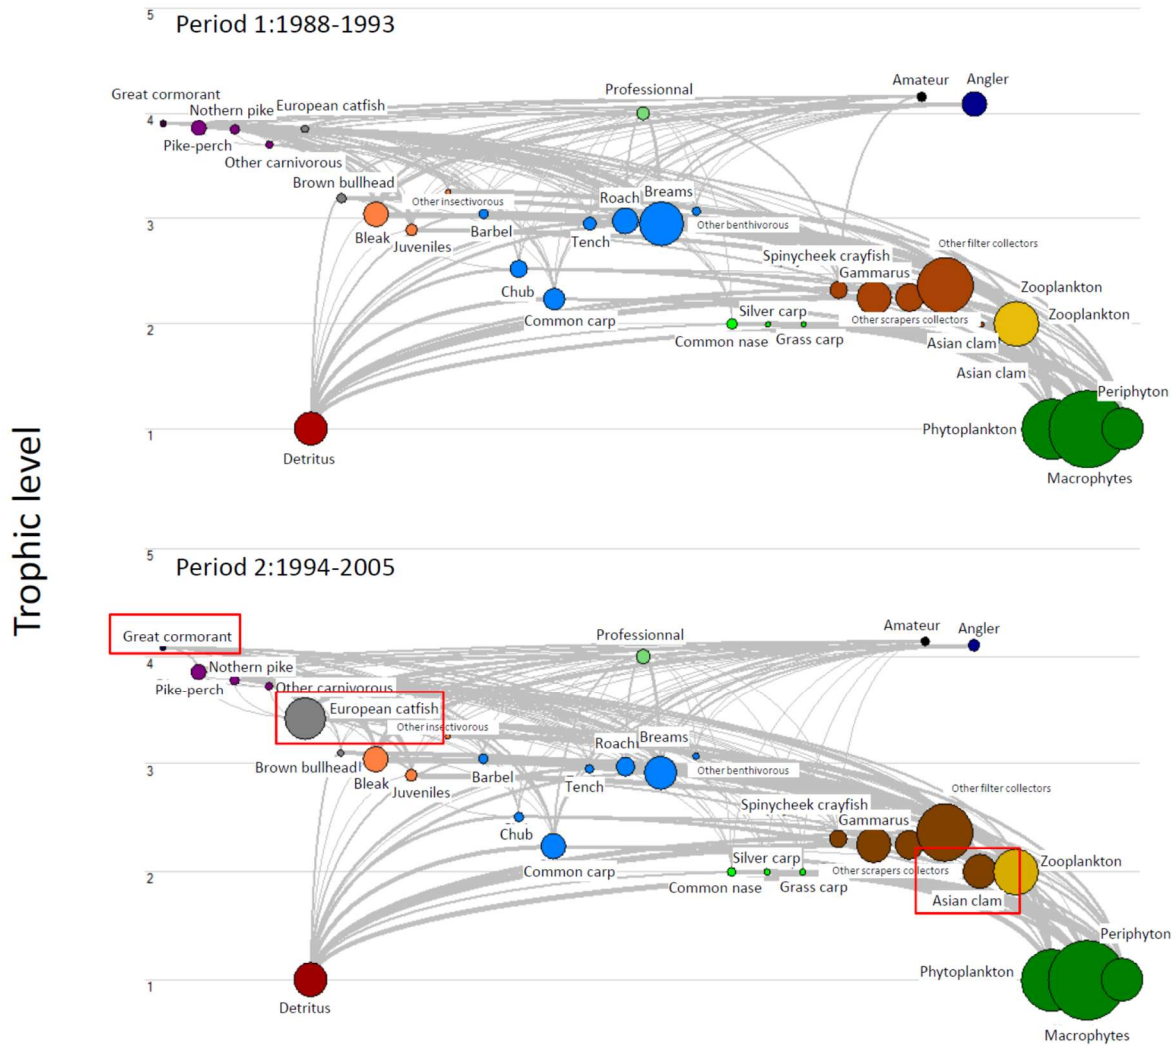 5
Period 1:1988-1993
Amateur
Angler
Professionnal
Great cormorant
Nothern pike
European catfish
4
Pike-perch
Other carnivorous
Brown bullhead
Other insectivorous
Roach
Breams
3
Bleak
Juveniles
Barbel
Tench
Other benthivorous
Other filter collectors
Spinycheek crayfish
Gammarus
Zooplankton
Chub
Common carp
Silver carp
Other scrapers collectors
Zooplankton
2
Common nase
Grass carp
Asian clam
Asian clam
Periphyton
1
Phytoplankton
Detritus
Macrophytes
Trophic level
5
Period 2:1994-2005
Great cormorant
Professionnal
Amateur
Angler
4
Nothern pike
Pike-perch
Other carnivorous
European catfish
Other insectivorous
Roach
Breams
3
Brown bullhead
Bleak
Juveniles
Barbel
Tench
Other benthivorous
Other filter collectors
Spinycheek crayfish
Gammarus
Chub
Common carp
Silver carp
Other scrapers collectors
Zooplankton
2
Common nase
Grass carp
Asian clam
Periphyton
Phytoplankton
1
Detritus
Macrophytes